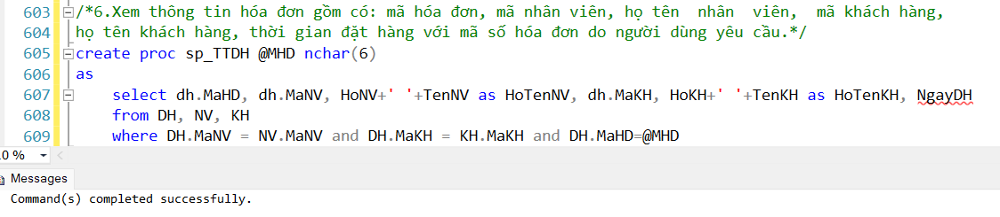 603 /*6.Xem thông tin hóa đơn gồm có: mã hóa đơn, mã nhân viên, họ tên  nhân  viên,  mã khách hàng,
604 họ tên khách hàng, thời gian đặt hàng với mã số hóa đơn do người dùng yêu cầu.*/
605 create proc sp_TTDH @MHD nchar(6)
606 as
607 select dh.MaHD, dh.MaNV, HoNV+' '+TenNV as HoTenNV, dh.MaKH, HoKH+' '+TenKH as HoTenKH, NgayDH
608 from DH, NV, KH
609 where DH.MaNV = NV.MaNV and DH.MaKH = KH.MaKH and DH.MaHD=@MHD
.0 %
Messages
Command(s) completed successfully.